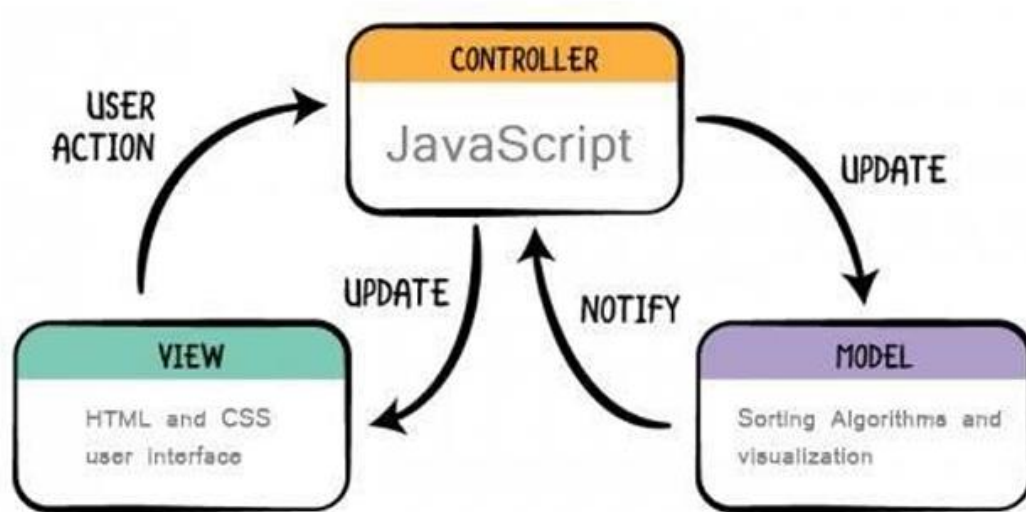 CONTROLLER
JavaScript
USER
ACTION
UPDATE
UPDATE
NOTIFY
VIEW
HTML and CSS
user interface
MODEL
Sorting Algorithms and
visualization